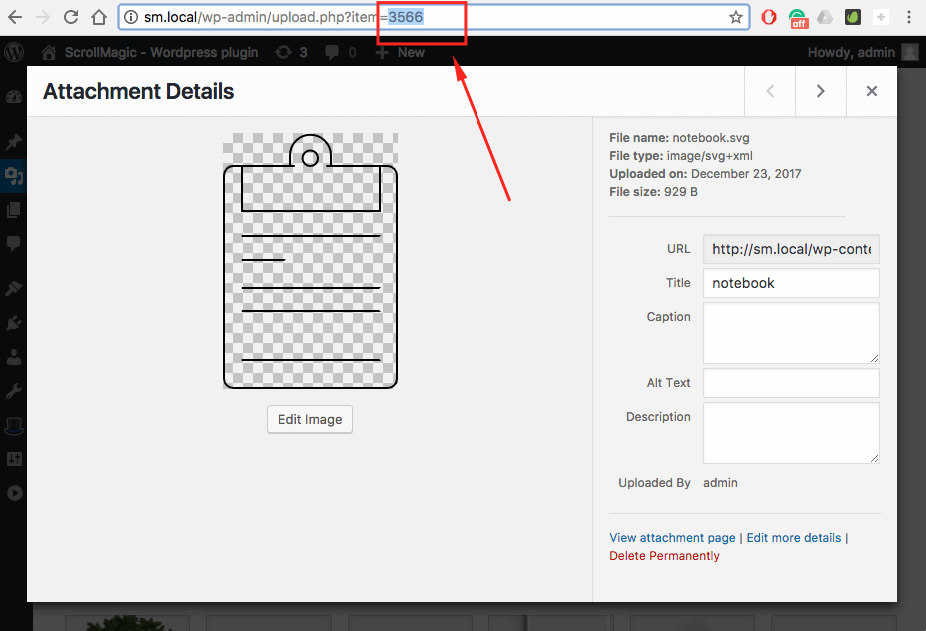 sm.local/wp-admin/upload.php?item=3566
off
ScrollMagic - Wordpress plugin 3 0 + New Howdy, admin
Attachment Details
File name: notebook.svg
File type: image/svg+xml
Uploaded on: December 23, 2017
File size: 929 B
URL http://sm.local/wp-conte
Title notebook
Caption
Alt Text
Description
Edit Image
Uploaded By admin
View attachment page | Edit more details |
Delete Permanently